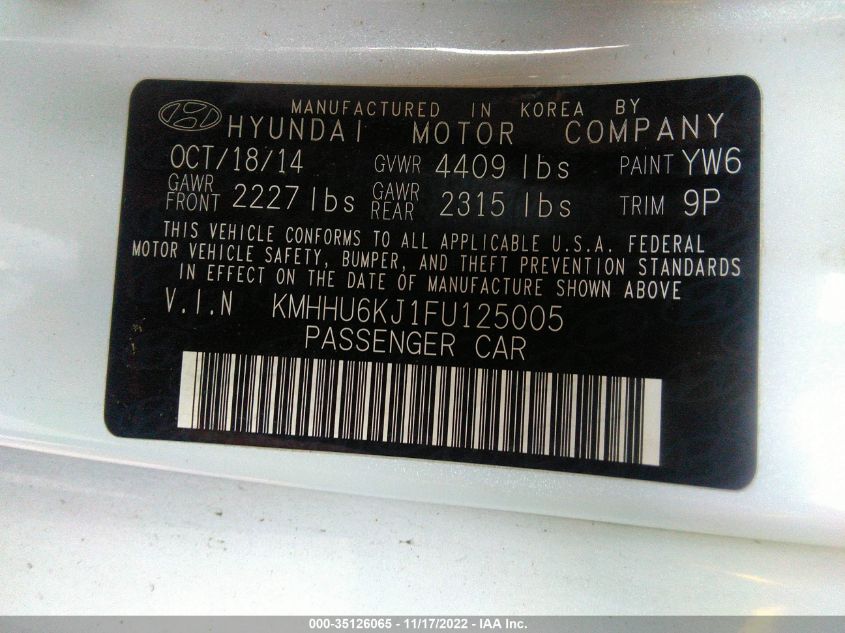 MANUFACTURED IN KOREA BY
HYUNDAI MOTOR COMPANY
OCT/18/14 GVWR 4409 lbs PAINT YW6
GAWR FRONT 2227 lbs GAWR REAR 2315 lbs TRIM 9P
THIS VEHICLE CONFORMS TO ALL APPLICABLE U.S.A. FEDERAL
MOTOR VEHICLE SAFETY, BUMPER, AND THEFT PREVENTION STANDARDS
IN EFFECT ON THE DATE OF MANUFACTURE SHOWN ABOVE
V.I.N KMHHU6KJ1FU125005
PASSENGER CAR
000-35126065 - 11/17/2022 - IAA Inc.